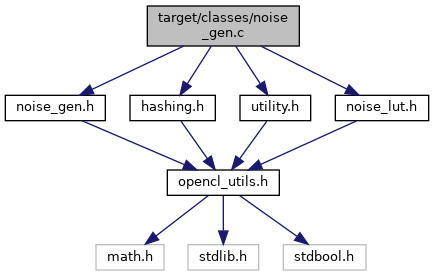 target/classes/noise
_gen.c
noise_gen.h
hashing.h
utility.h
noise_lut.h
opencl_utils.h
math.h
stdlib.h
stdbool.h